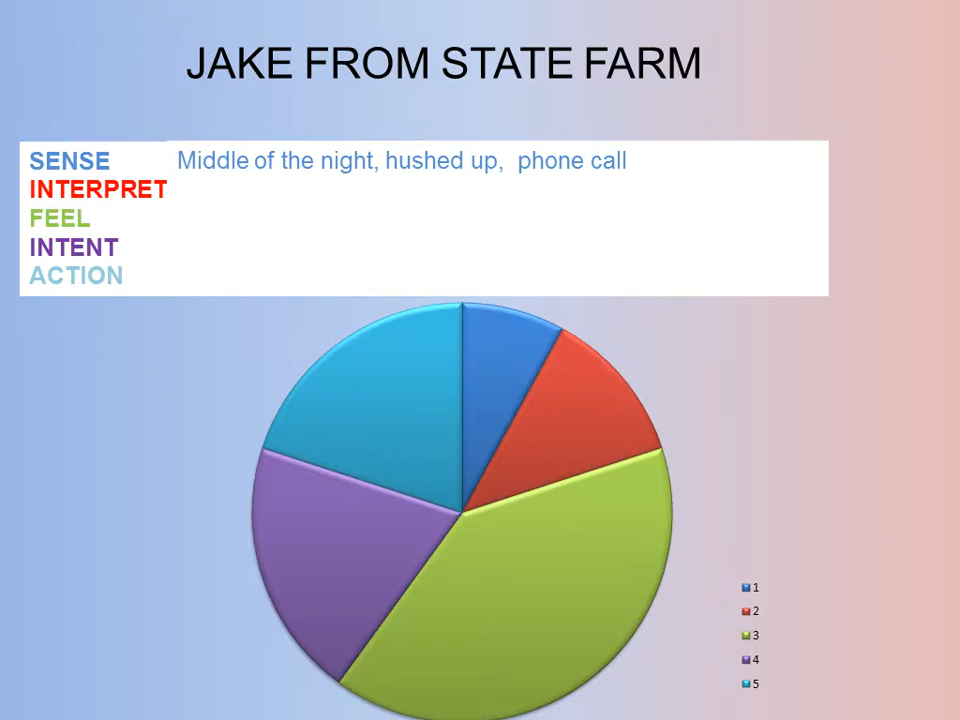 JAKE FROM STATE FARM
SENSE Middle of the night, hushed up, phone call
INTERPRET
FEEL
INTENT
ACTION
1
2
3
4
5